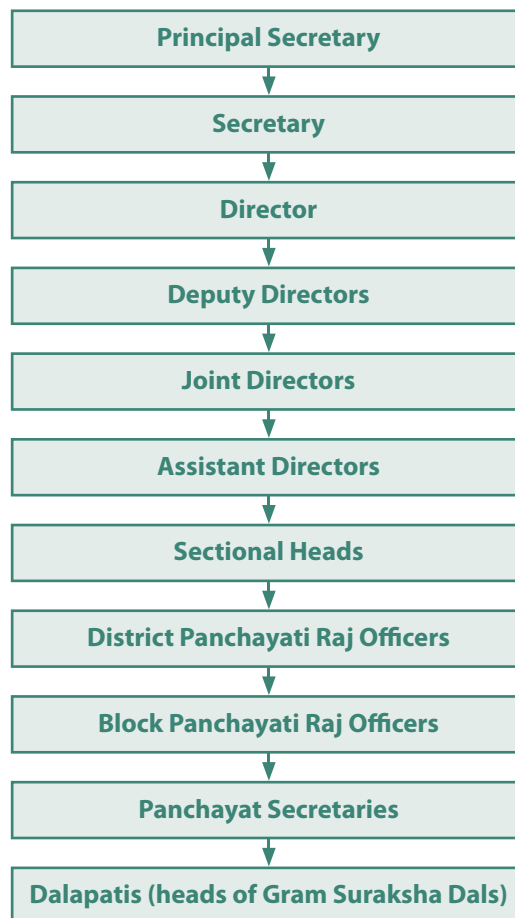 Principal Secretary
Secretary
Director
Deputy Directors
Joint Directors
Assistant Directors
Sectional Heads
District Panchayati Raj Officers
Block Panchayati Raj Officers
Panchayat Secretaries
Dalapatis (heads of Gram Suraksha Dals)